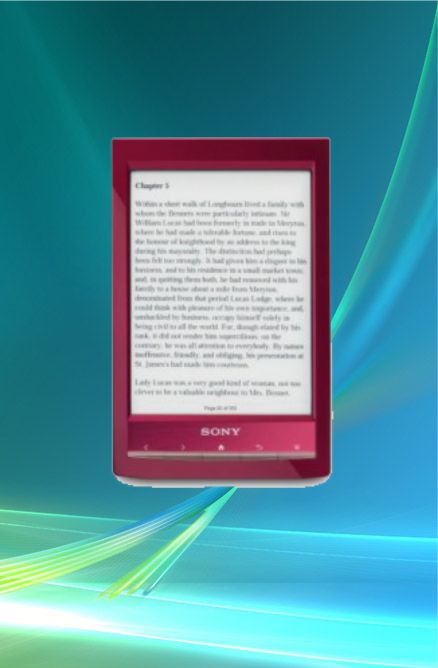 Chapter 5
Within a short walk of Longbourn lived a family with
whom the Bennets were particularly intimate. Sir
William Lucas had been formerly in trade in Meryton,
where he had made a tolerable fortune, and risen to
the honour of knighthood by an address to the king
during his mayoralty. The distinction had perhaps
been felt too strongly. It had given him a disgust to his
business, and to his residence in a small market town;
and, in quitting them both, he had removed with his
family to a house about a mile from Meryton,
denominated from that period Lucas Lodge, where he
could think with pleasure of his own importance, and,
unshackled by business, occupy himself solely in
being civil to all the world. For, though elated by his
rank, it did not render him supercilious; on the
contrary, he was all attention to everybody. By nature
inoffensive, friendly, and obliging, his presentation at
St. James's had made him courteous.
Lady Lucas was a very good kind of woman, not too
clever to be a valuable neighbour to Mrs. Bennet.
Page of
SONY